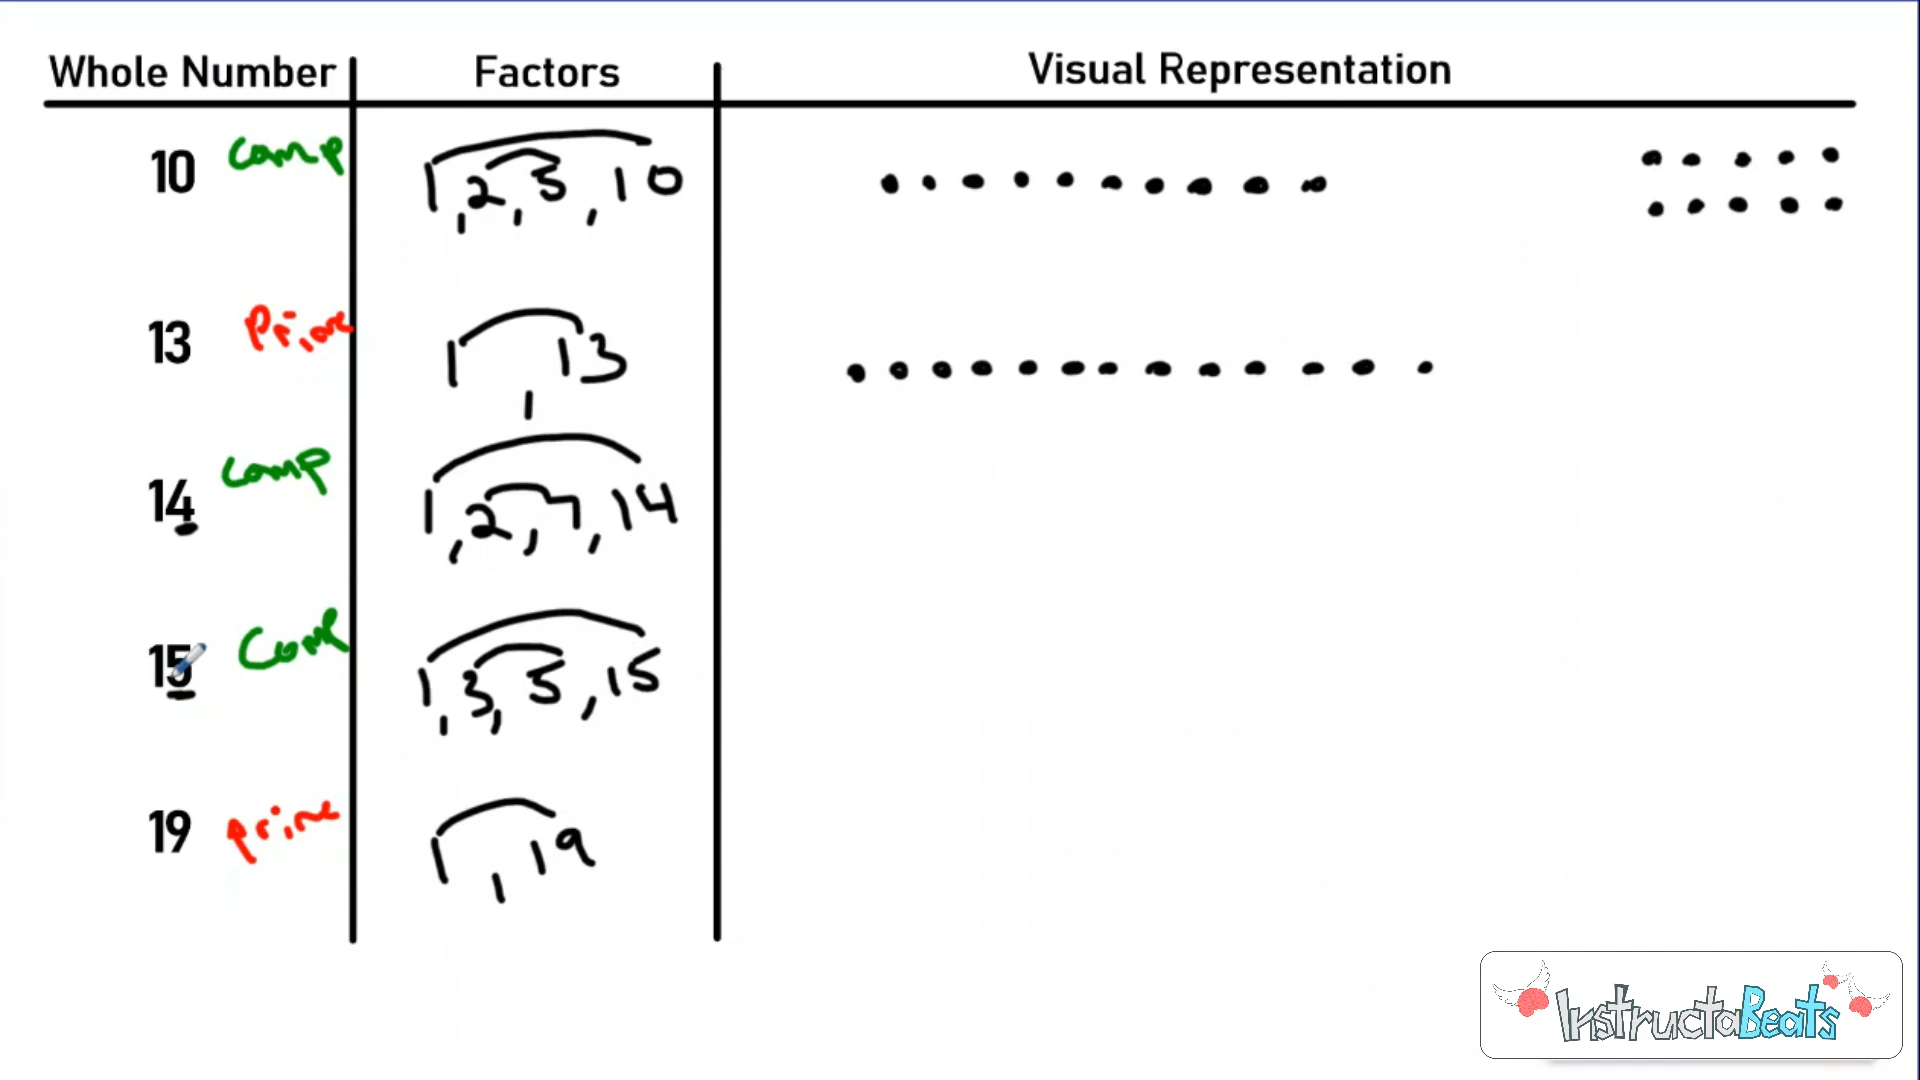 Whole Number Factors Visual Representation
10 comp 1, 2, 5, 10
13 Prime 1, 13
14 comp 1, 2, 7, 14
15 Comp 1, 3, 5, 15
19 prime 1, 19
InstructaBeats